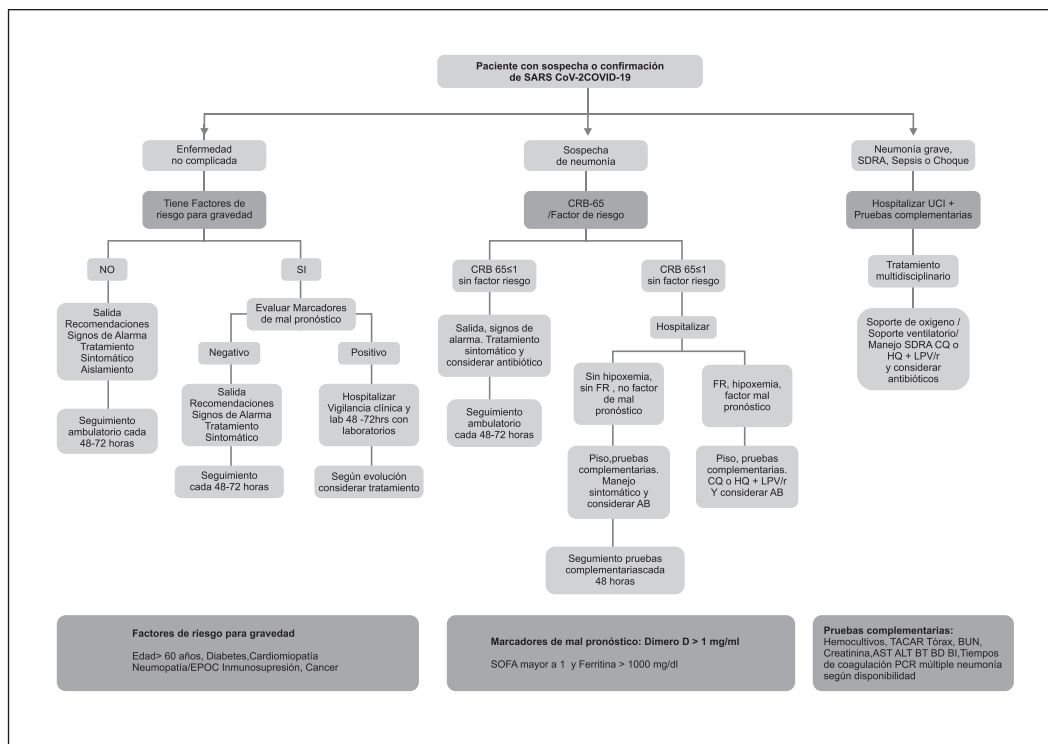 Paciente con sospecha o confirmación
de SARS CoV-2COVID-19
Enfermedad
no complicada
Tiene Factores de
riesgo para gravedad
NO
Salida
Recomendaciones
Signos de Alarma
Tratamiento
Sintomático
Aislamiento
Seguimiento
ambulatorio cada
48-72 horas
SI
Evaluar Marcadores
de mal pronóstico
Negativo
Salida
Recomendaciones
Signos de Alarma
Tratamiento
Sintomático
Seguimiento
cada 48-72 horas
Positivo
Hospitalizar
Vigilancia clínica y
lab 48 -72hrs con
laboratorios
Según evolución
considerar tratamiento
Sospecha
de neumonía
CRB-65
/Factor de riesgo
CRB 65≤1
sin factor riesgo
Salida, signos de
alarma. Tratamiento
sintomático y
considerar antibiótico
Seguimiento
ambulatorio
cada 48-72 horas
CRB 65≤1
sin factor riesgo
Hospitalizar
Sin hipoxemia,
sin FR , no factor
de mal
pronóstico
Piso,pruebas
complementarias.
Manejo
sintomático y
considerar AB
Segumiento pruebas
complementariascada
48 horas
FR, hipoxemia,
factor mal
pronóstico
Piso, pruebas
complementarias.
CQ o HQ + LPV/r
Y considerar AB
Neumonía grave,
SDRA, Sepsis o Choque
Hospitalizar UCI +
Pruebas complementarias
Tratamiento
multidisciplinario
Soporte de oxigeno /
Soporte ventilatorio/
Manejo SDRA CQ o
HQ + LPV/r
y considerar
antibióticos
Factores de riesgo para gravedad
Edad> 60 años, Diabetes,Cardiomiopatía
Neumopatía/EPOC Inmunosupresión, Cancer
Marcadores de mal pronóstico: Dimero D > 1 mg/ml
SOFA mayor a 1 y Ferritina > 1000 mg/dl
Pruebas complementarias:
Hemocultivos, TACAR Tórax, BUN,
Creatinina,AST ALT BT BD BI,Tiempos
de coagulación PCR múltiple neumonía
según disponibilidad